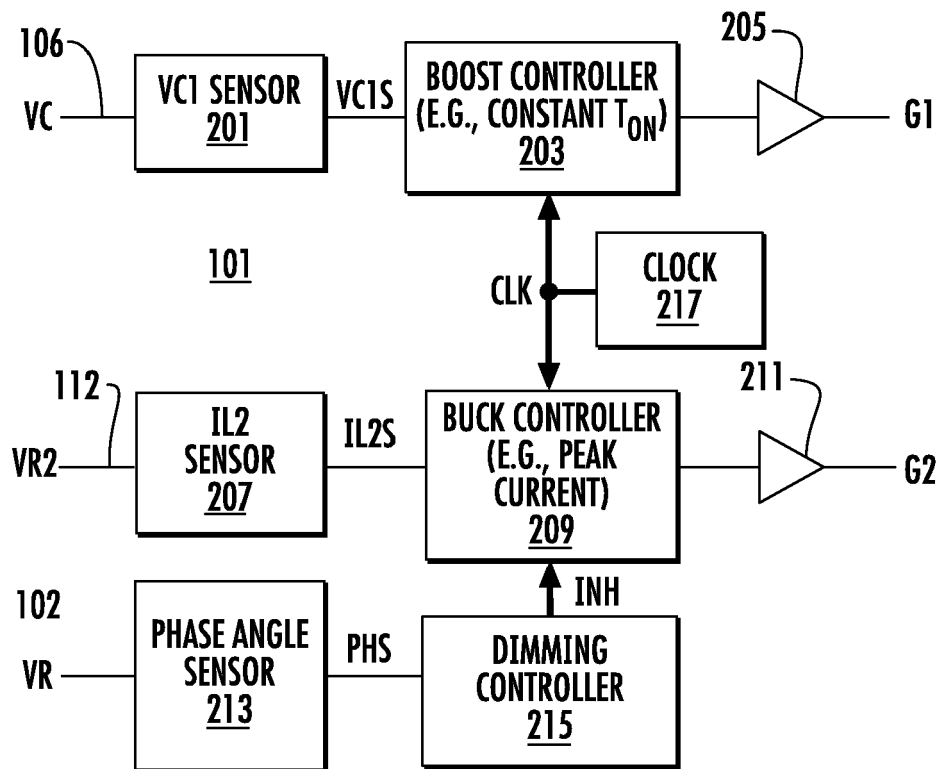 106
205
VC
VC1 SENSOR
201
VC1S
BOOST CONTROLLER
(E.G., CONSTANT TON)
203
G1
101
CLK
CLOCK
217
112
211
VR2
IL2
SENSOR
207
IL2S
BUCK CONTROLLER
(E.G., PEAK
CURRENT)
209
G2
INH
102
VR
PHASE ANGLE
SENSOR
213
PHS
DIMMING
CONTROLLER
215